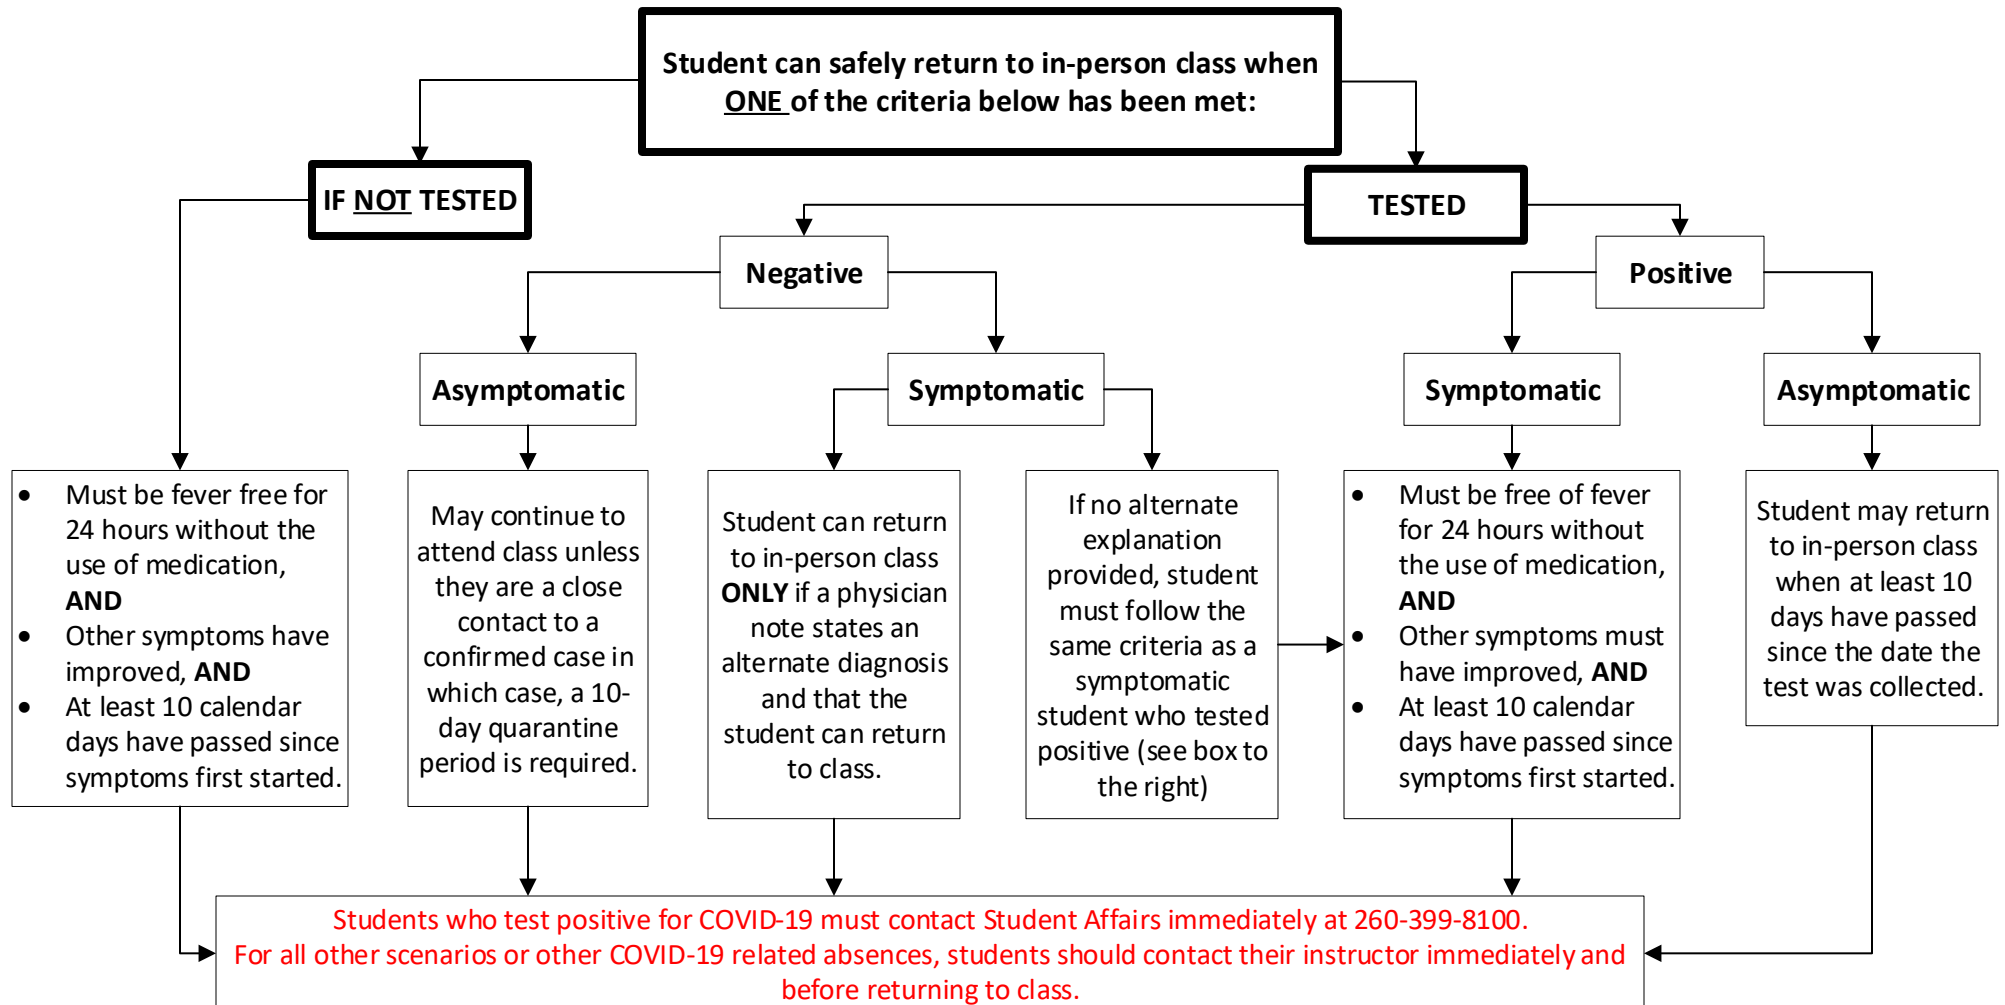 Student can safely return to in-person class when
ONE of the criteria below has been met:
IF NOT TESTED
TESTED
Negative
Positive
Asymptomatic
Symptomatic
Symptomatic
Asymptomatic
• Must be fever free for
24 hours without the
use of medication,
AND
• Other symptoms have
improved, AND
• At least 10 calendar
days have passed since
symptoms first started.
May continue to
attend class unless
they are a close
contact to a
confirmed case in
which case, a 10-
day quarantine
period is required.
Student can return
to in-person class
ONLY if a physician
note states an
alternate diagnosis
and that the
student can return
to class.
If no alternate
explanation
provided, student
must follow the
same criteria as a
symptomatic
student who tested
positive (see box to
the right)
• Must be free of fever
for 24 hours without
the use of medication,
AND
• Other symptoms must
have improved, AND
• At least 10 calendar
days have passed since
symptoms first started.
Student may return
to in-person class
when at least 10
days have passed
since the date the
test was collected.
Students who test positive for COVID-19 must contact Student Affairs immediately at 260-399-8100.
For all other scenarios or other COVID-19 related absences, students should contact their instructor immediately and
before returning to class.